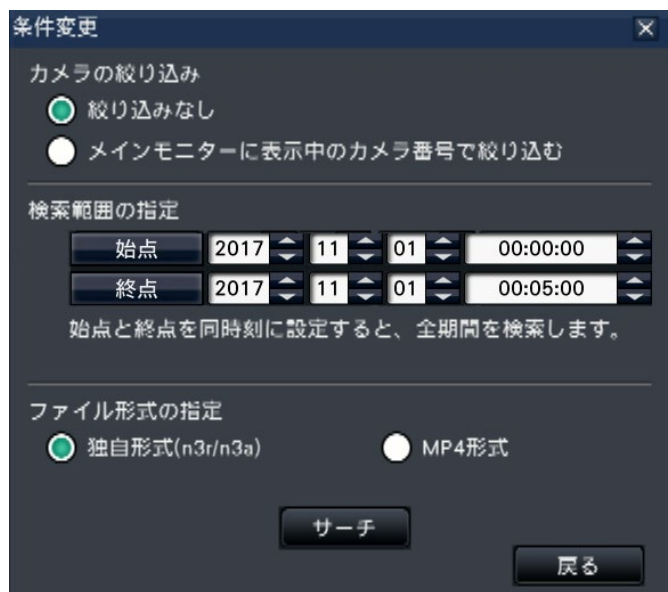 条件変更
カメラの絞り込み
絞り込みなし
メインモニターに表示中のカメラ番号で絞り込む
検索範囲の指定
始点 2017 11 01 00:00:00
終点 2017 11 01 00:05:00
始点と終点を同時刻に設定すると、全期間を検索します。
ファイル形式の指定
独自形式(n3r/n3a) MP4形式
サーチ
戻る